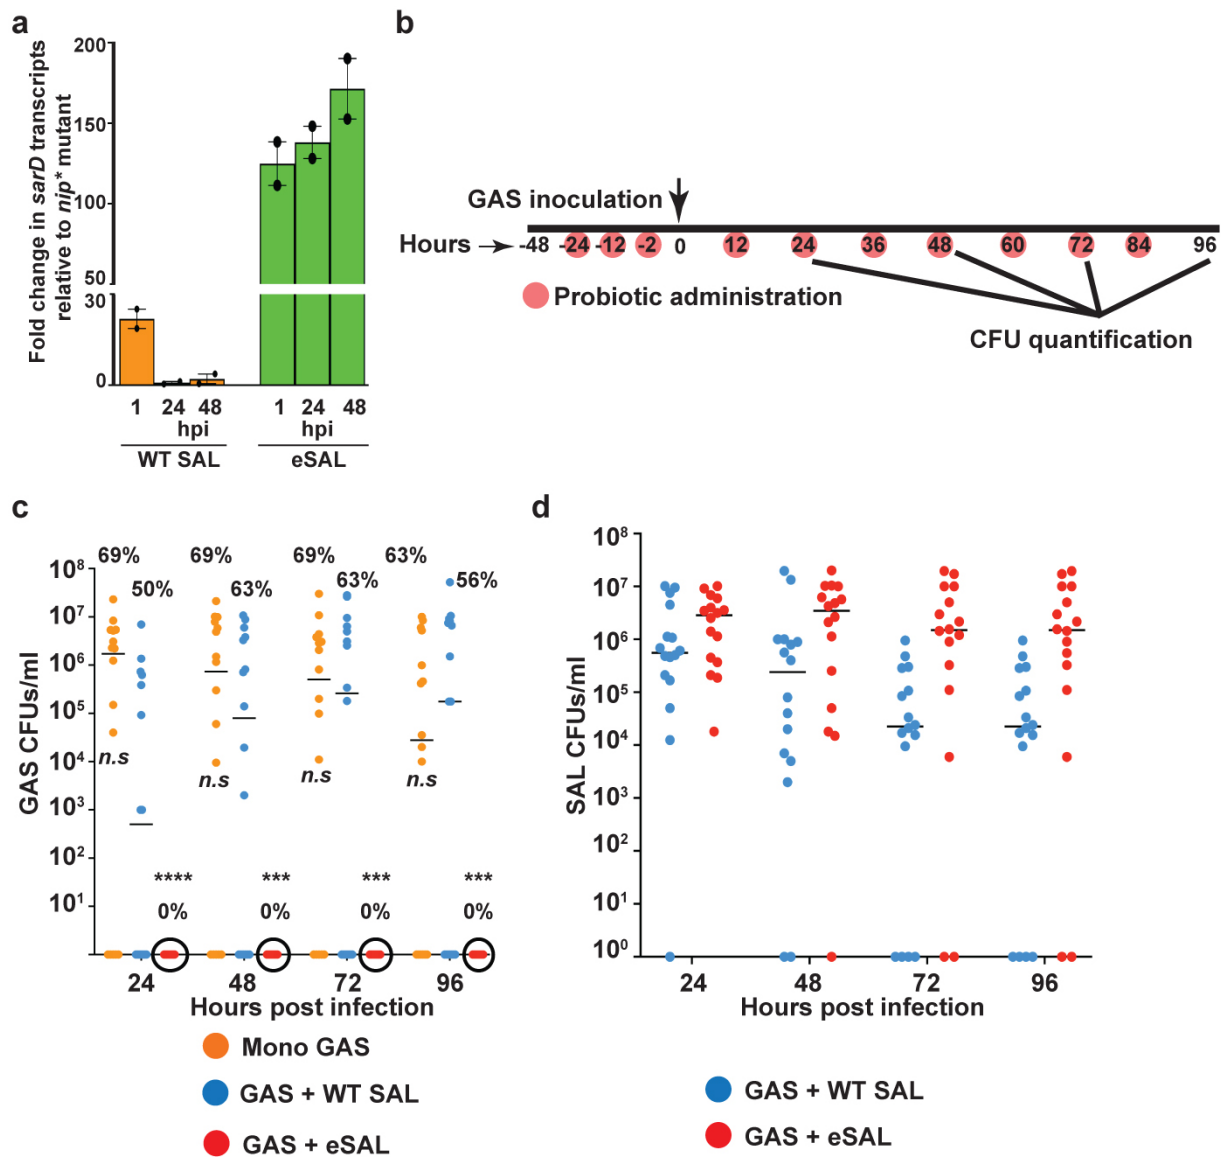 a
Fold change in sarD transcripts
relative to nip* mutant
200
150
100
50
30
0
1 24 48 1 24 48
hpi hpi
WT SAL eSAL
b
GAS inoculation
Hours -48 -24 -12 -2 0 12 24 36 48 60 72 84 96
Probiotic administration
CFU quantification
c
GAS CFUs/ml
10^8
10^7
10^6
10^5
10^4
10^3
10^2
10^1
69% 69% 69% 63%
50% 63% 63% 56%
n.s n.s n.s n.s
**** *** *** ***
0% 0% 0% 0%
24 48 72 96
Hours post infection
Mono GAS
GAS + WT SAL
GAS + eSAL
d
SAL CFUs/ml
10^8
10^7
10^6
10^5
10^4
10^3
10^2
10^1
10^0
24 48 72 96
Hours post infection
GAS + WT SAL
GAS + eSAL